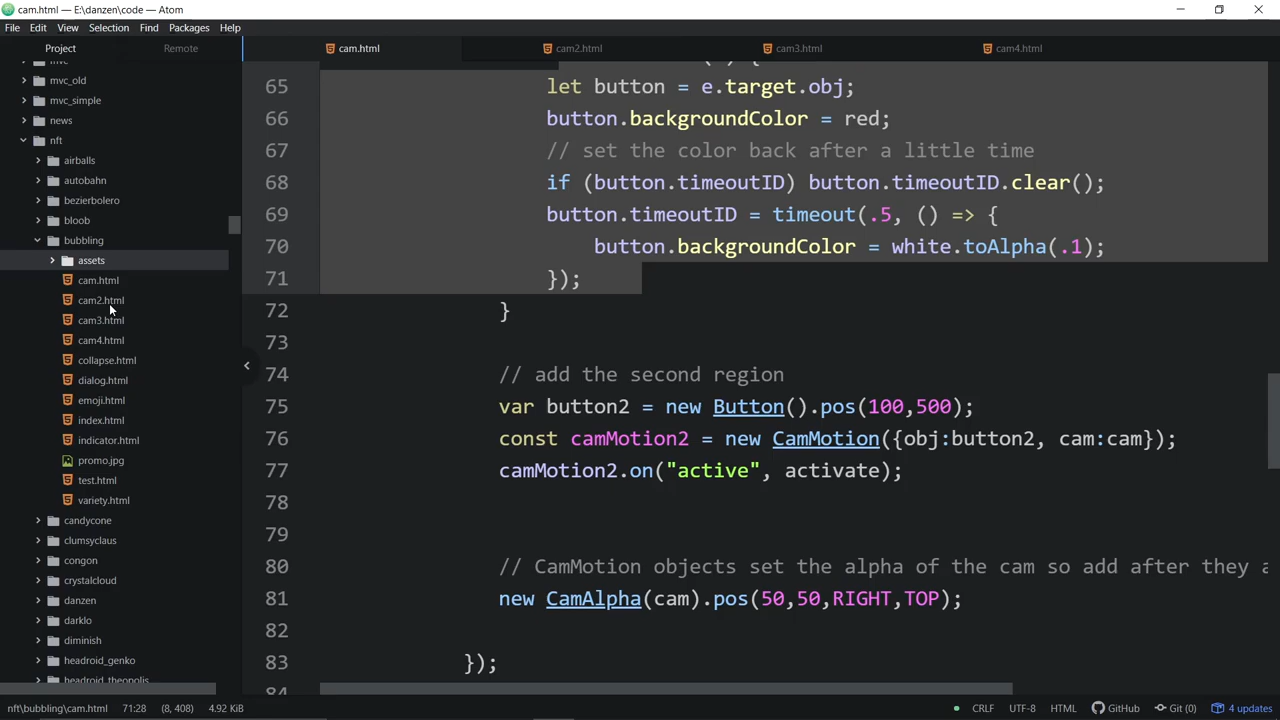 cam.html — E:\danzen\code — Atom
File Edit View Selection Find Packages Help
Project Remote
cam.html cam2.html cam3.html cam4.html
mvc_old
mvc_simple
news
nft
airballs
autobahn
bezierbolero
bloob
bubbling
assets
cam.html
cam2.html
cam3.html
cam4.html
collapse.html
dialog.html
emoji.html
index.html
indicator.html
promo.jpg
test.html
variety.html
candycone
clumsyclaus
congon
crystalcloud
danzen
darklo
diminish
headroid_genko
headroid_theopolis
65 let button = e.target.obj;
66 button.backgroundColor = red;
67 // set the color back after a little time
68 if (button.timeoutID) button.timeoutID.clear();
69 button.timeoutID = timeout(.5, () => {
70 button.backgroundColor = white.toAlpha(.1);
71 });
72 }
73
74 // add the second region
75 var button2 = new Button().pos(100,500);
76 const camMotion2 = new CamMotion({obj:button2, cam:cam});
77 camMotion2.on("active", activate);
78
79
80 // CamMotion objects set the alpha of the cam so add after they a
81 new CamAlpha(cam).pos(50,50,RIGHT,TOP);
82
83 });
84
nft\bubbling\cam.html 71:28 (8, 408) 4.92 KiB CRLF UTF-8 HTML GitHub Git (0) 4 updates